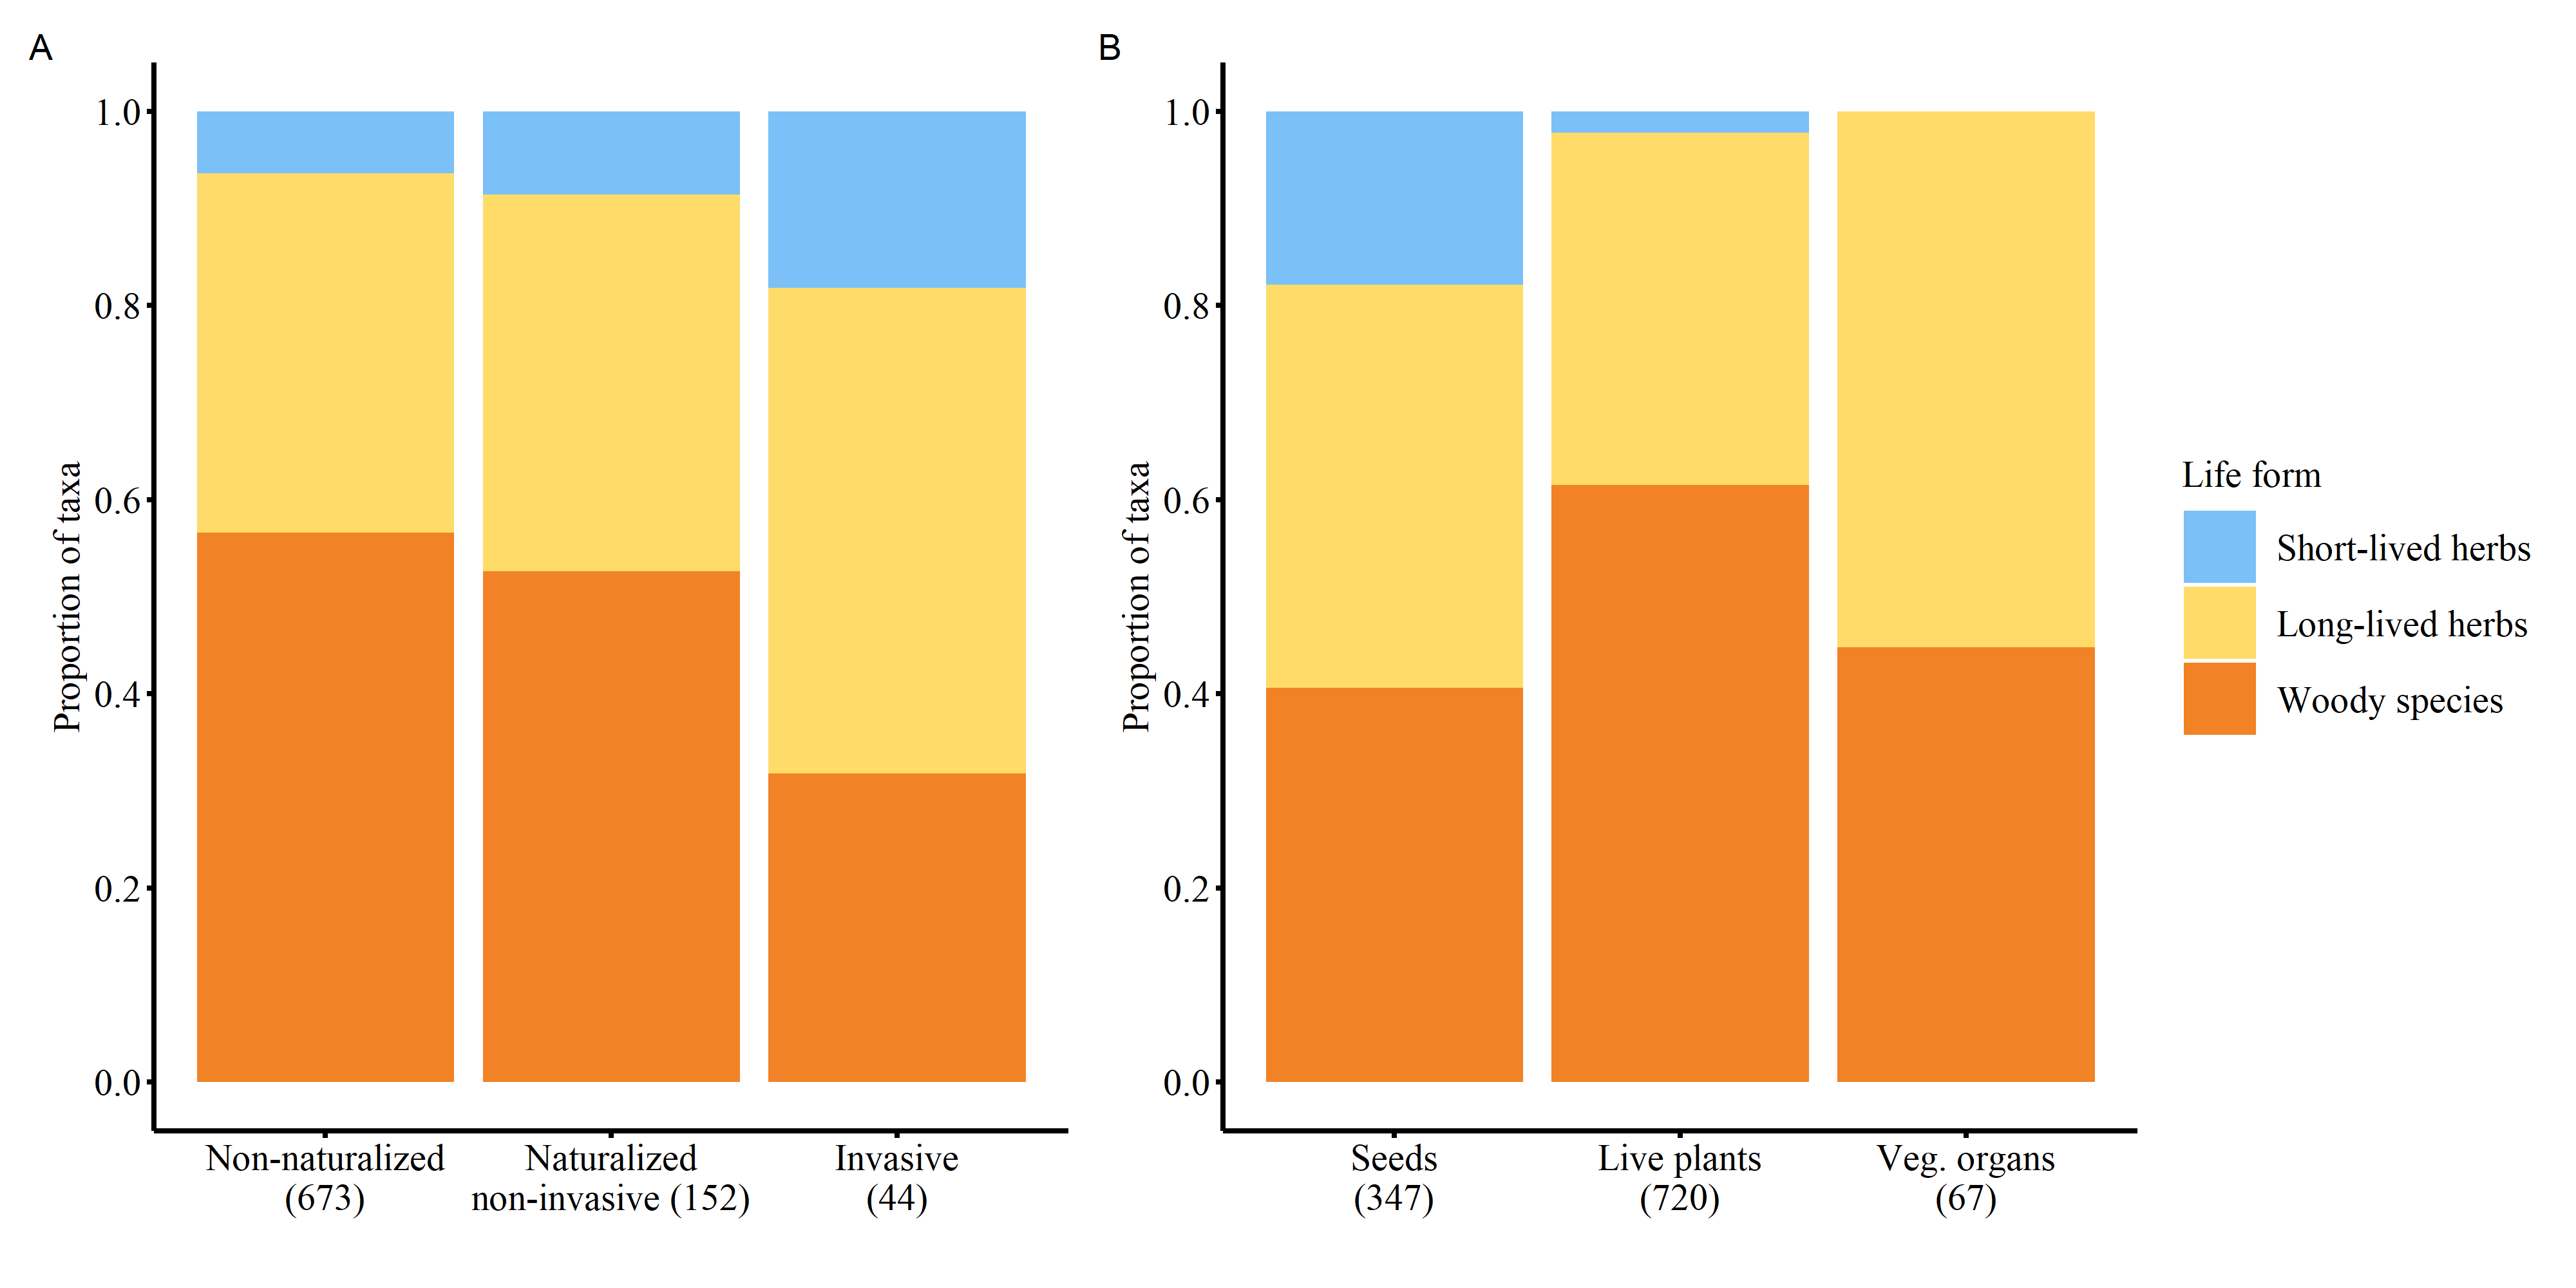 A
Proportion of taxa
1.0
0.8
0.6
0.4
0.2
0.0
Non-naturalized
(673)
Naturalized
non-invasive (152)
Invasive
(44)
B
Proportion of taxa
1.0
0.8
0.6
0.4
0.2
0.0
Seeds
(347)
Live plants
(720)
Veg. organs
(67)
Life form
Short-lived herbs
Long-lived herbs
Woody species